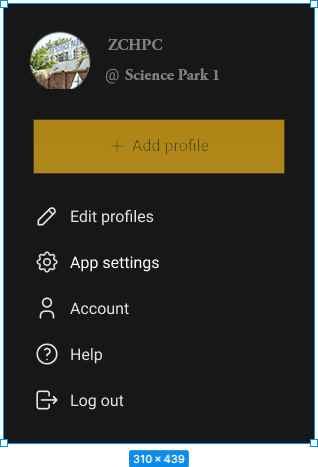 ZCHPC
@ Science Park 1
+ Add profile
Edit profiles
App settings
Account
Help
Log out
310 × 439